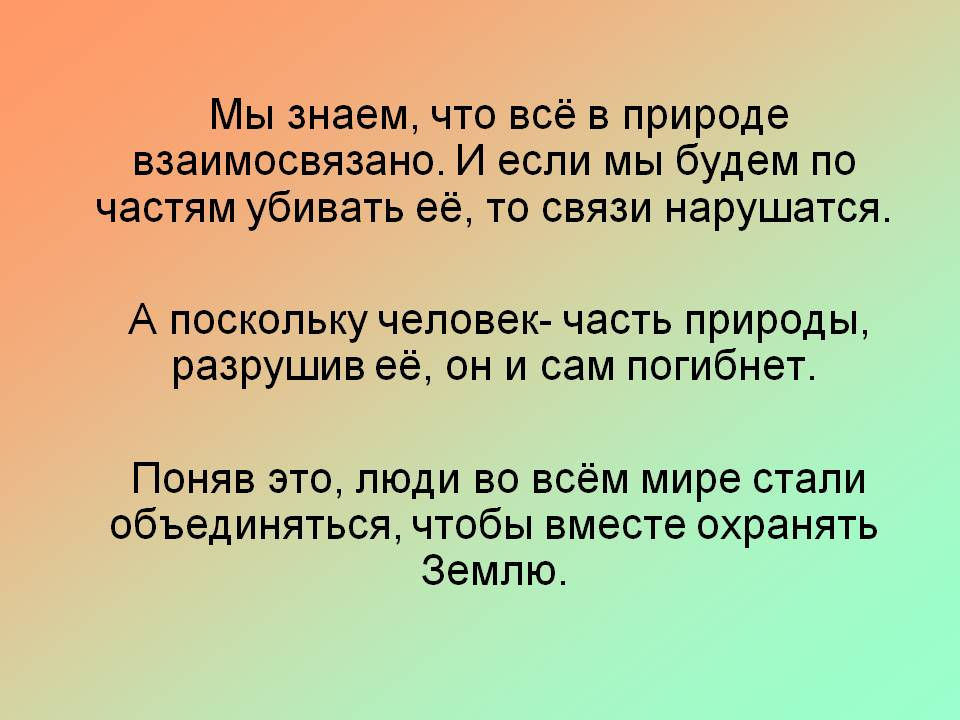 Мы знаем, что всё в природе
взаимосвязано. И если мы будем по
частям убивать её, то связи нарушатся.
А поскольку человек- часть природы,
разрушив её, он и сам погибнет.
Поняв это, люди во всём мире стали
объединяться, чтобы вместе охранять
Землю.